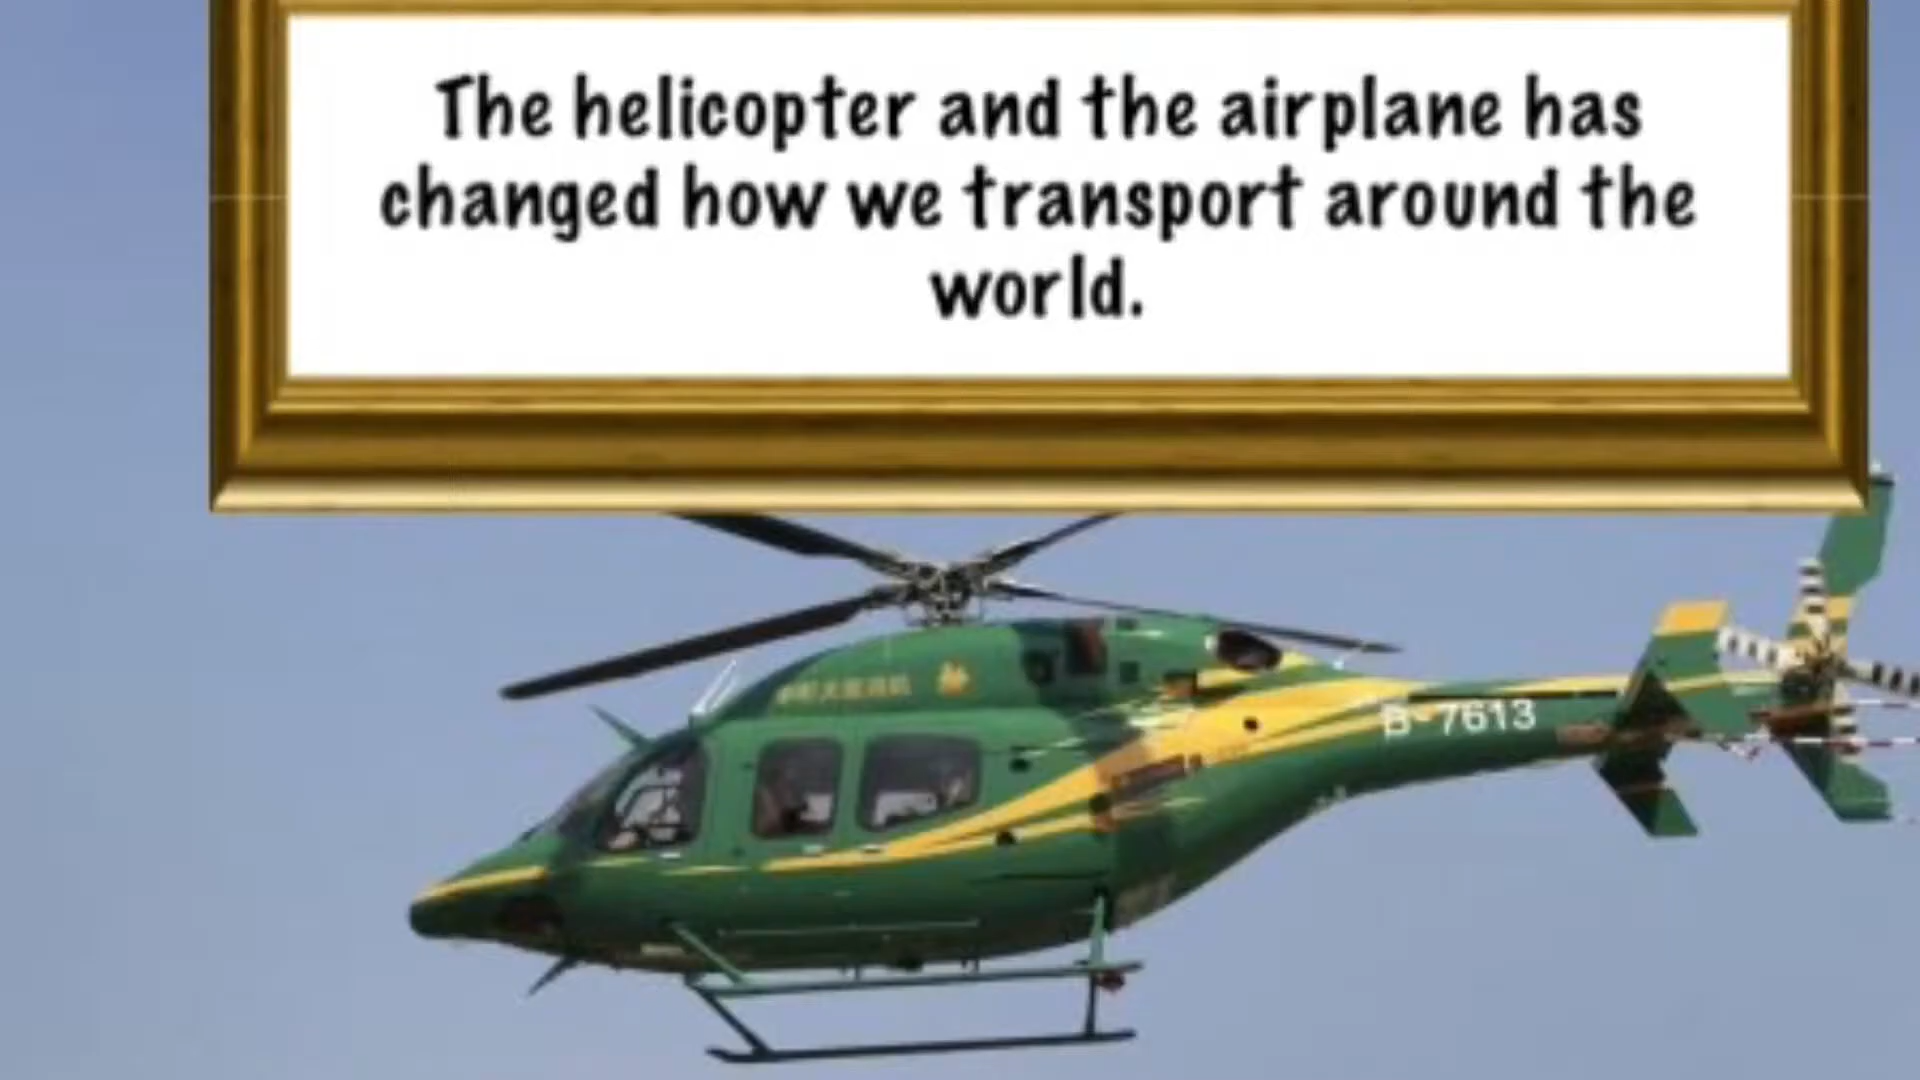 The helicopter and the airplane has
changed how we transport around the
world.
B-7613